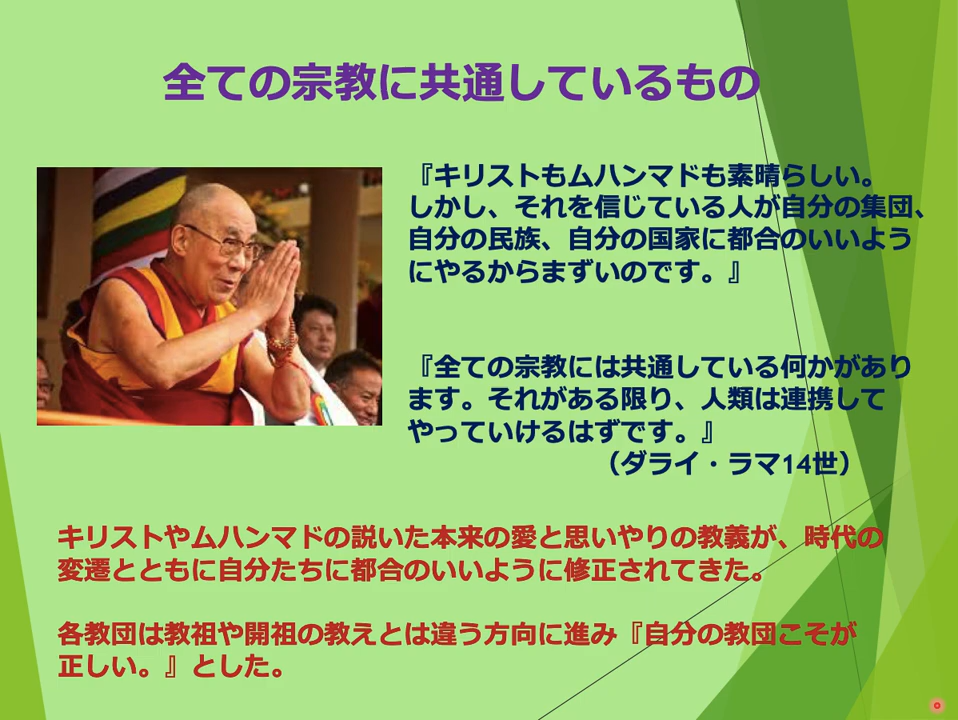 全ての宗教に共通しているもの
『キリストもムハンマドも素晴らしい。
しかし、それを信じている人が自分の集団、
自分の民族、自分の国家に都合のいいよう
にやるからまずいのです。』
『全ての宗教には共通している何かがあり
ます。それがある限り、人類は連携して
やっていけるはずです。』
（ダライ・ラマ14世）
キリストやムハンマドの説いた本来の愛と思いやりの教義が、時代の
変遷とともに自分たちに都合のいいように修正されてきた。
各教団は教祖や開祖の教えとは違う方向に進み『自分の教団こそが
正しい。』とした。